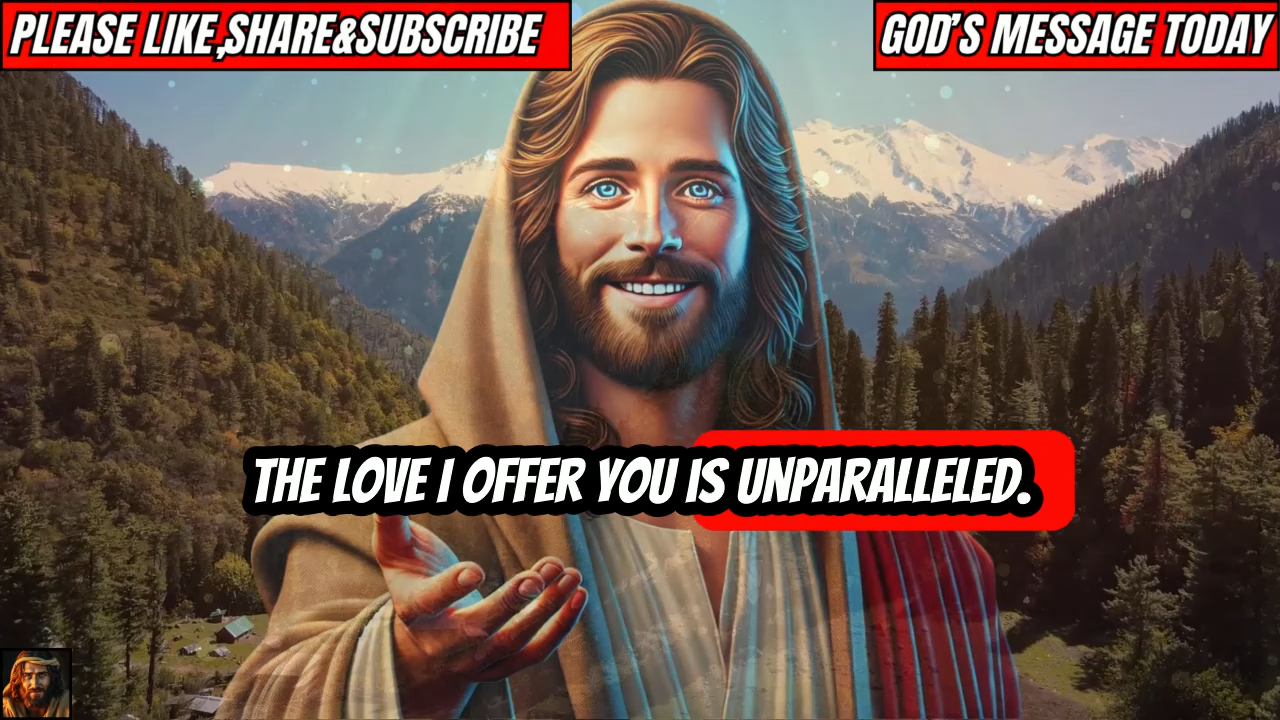 PLEASE LIKE,SHARE&SUBSCRIBE
GOD'S MESSAGE TODAY
THE LOVE I OFFER YOU IS UNPARALLELED.